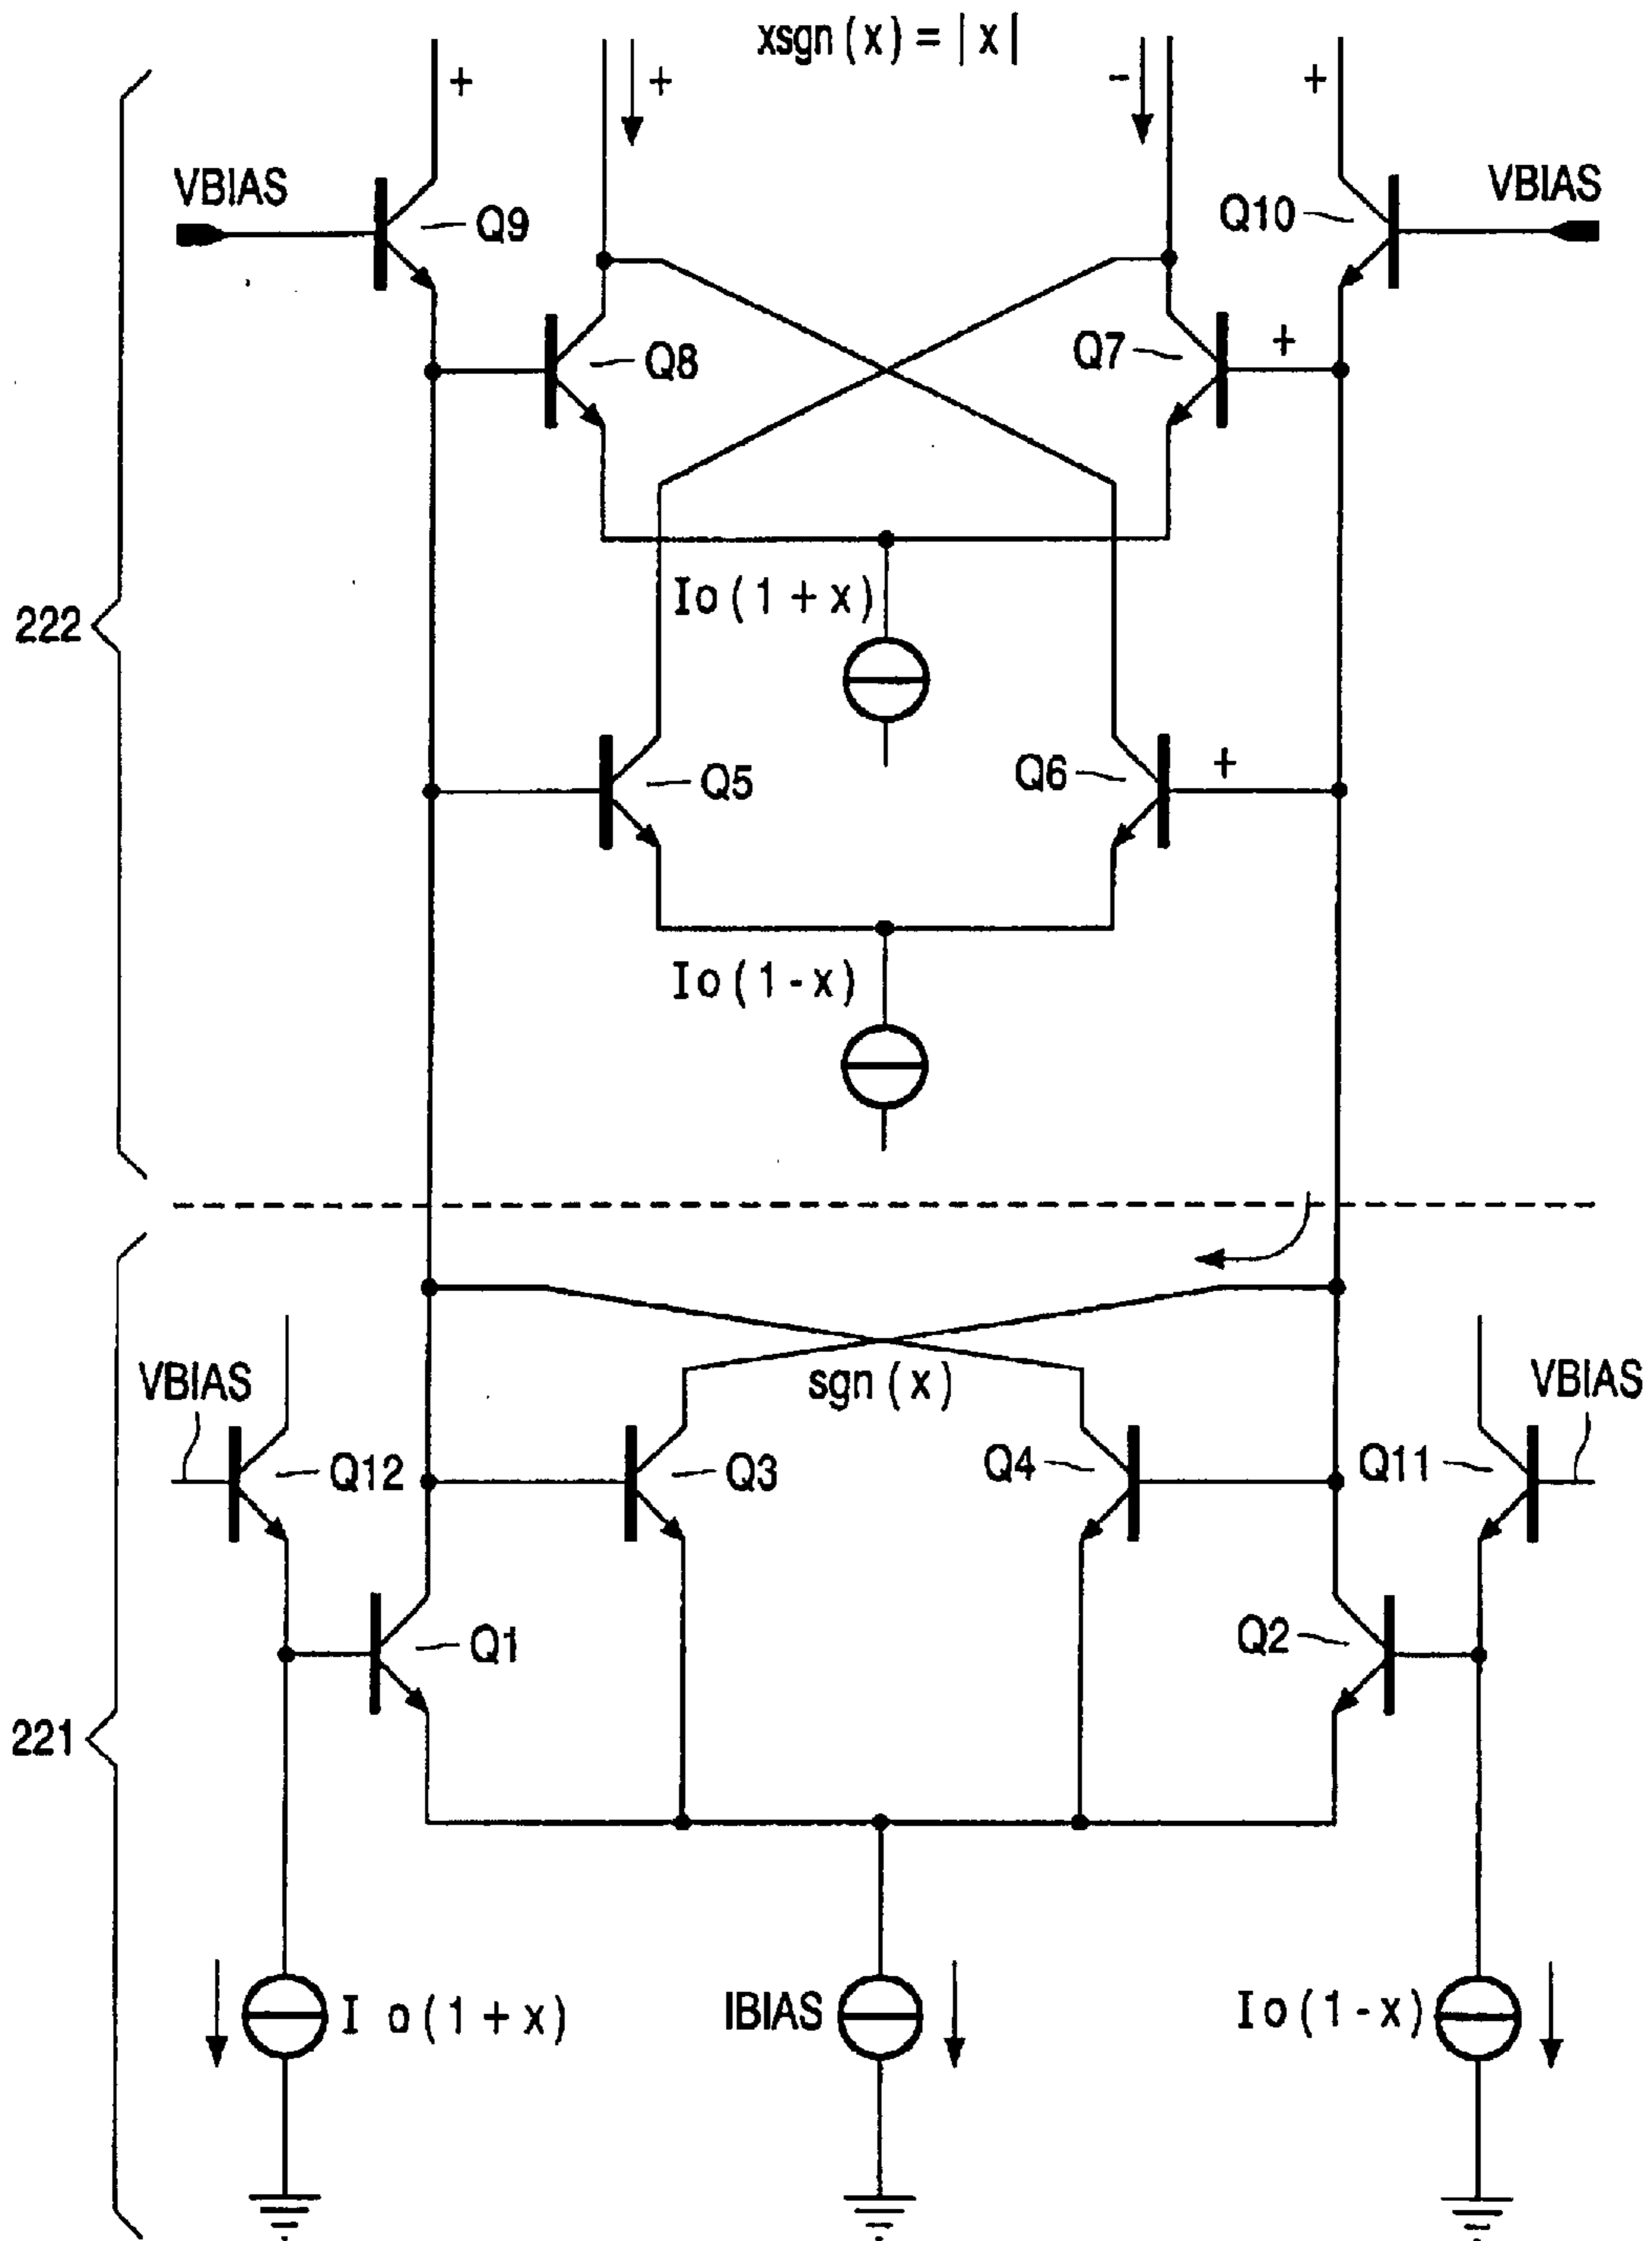 xsgn(x) = |x|
+
+
-
+
VBIAS
Q9
Q10
VBIAS
Q8
Q7
+
Io(1+x)
222
Q5
Q6
+
Io(1-x)
sgn(x)
VBIAS
VBIAS
Q12
Q3
Q4
Q11
Q1
Q2
221
I o(1+x)
IBIAS
Io(1-x)